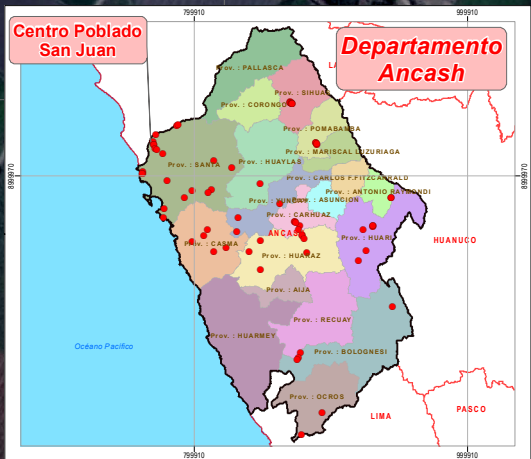 799910
999910
Centro Poblado
San Juan
Departamento
Ancash
Prov. : PALLASCA
Prov. : SIHUAS
Prov. : CORONGO
Prov. : POMABAMBA
Prov. : MARISCAL LUZURIAGA
Prov. : SANTA
Prov. : HUAYLAS
899970
899970
Prov. : CARLOS F.FITZCARRALD
Prov. : ANTONIO RAYMONDI
Prov. : YUNGAY
Prov. : ASUNCION
Prov. : CARHUAZ
ANCASH
Prov. : HUARI
HUANUCO
Prov. : CASMA
Prov. : HUARAZ
Prov. : AIJA
Prov. : RECUAY
Prov. : HUARMEY
Océano Pacífico
Prov. : BOLOGNESI
Prov. : OCROS
LIMA
PASCO
799910
999910